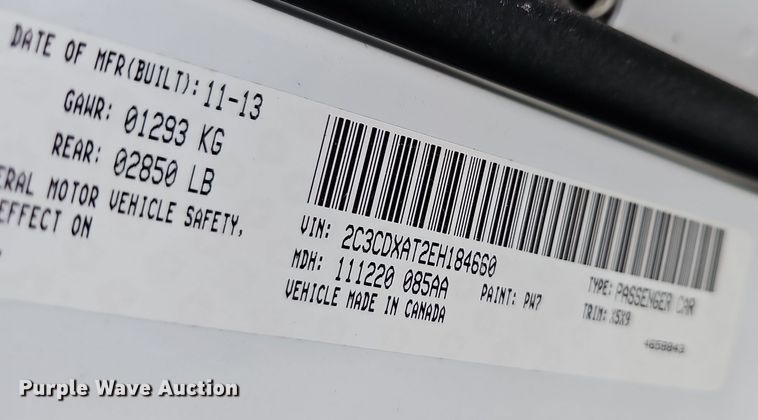 DATE OF MFR(BUILT): 11-13
GAWR: 01293 KG
REAR: 02850 LB
ERAL MOTOR VEHICLE SAFETY,
EFFECT ON
VIN: 2C3CDXAT2EH184660
MDH: 111220 085AA
PAINT: PW7
VEHICLE MADE IN CANADA
TYPE: PASSENGER CAR
TRIM: X5X9
Purple Wave Auction